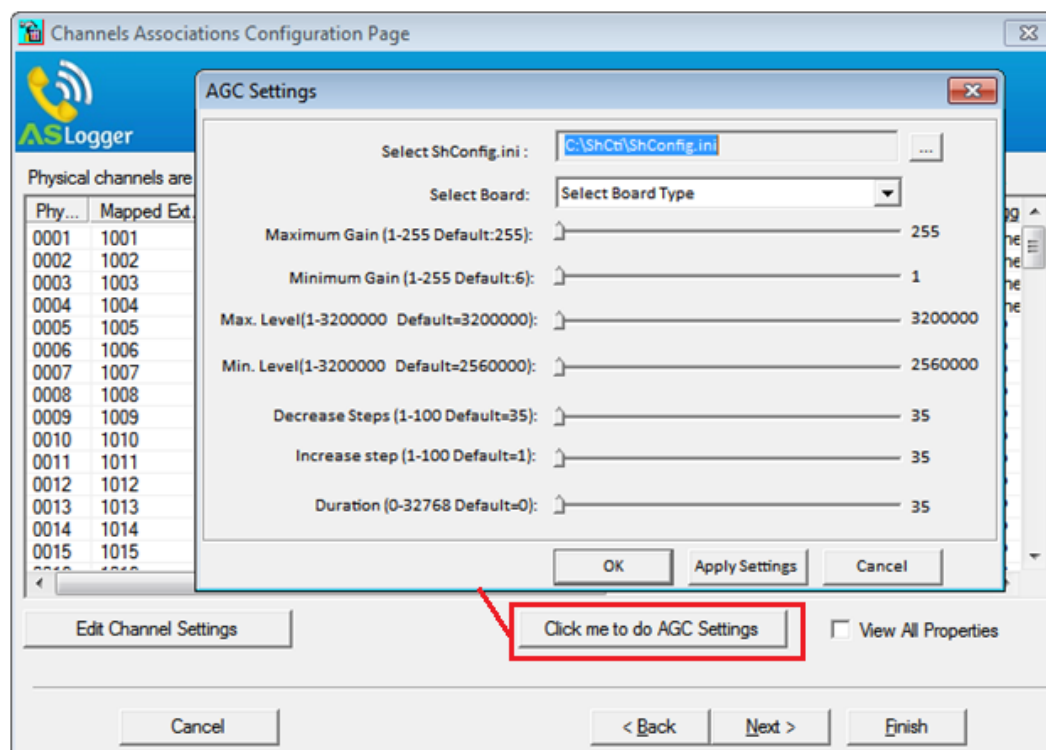 Channels Associations Configuration Page
ASLogger
AGC Settings
Physical channels are
Select ShConfig.ini :
C:\ShCti\ShConfig.ini
...
Select Board:
Select Board Type
Maximum Gain (1-255 Default:255):
255
Minimum Gain (1-255 Default:6):
1
Max. Level(1-3200000 Default=3200000):
3200000
Min. Level(1-3200000 Default=2560000):
2560000
Decrease Steps (1-100 Default=35):
35
Increase step (1-100 Default=1):
35
Duration (0-32768 Default=0):
35
OK
Apply Settings
Cancel
Phy... Mapped Ext.
0001 1001
0002 1002
0003 1003
0004 1004
0005 1005
0006 1006
0007 1007
0008 1008
0009 1009
0010 1010
0011 1011
0012 1012
0013 1013
0014 1014
0015 1015
Edit Channel Settings
Click me to do AGC Settings
View All Properties
Cancel
< Back
Next >
Finish